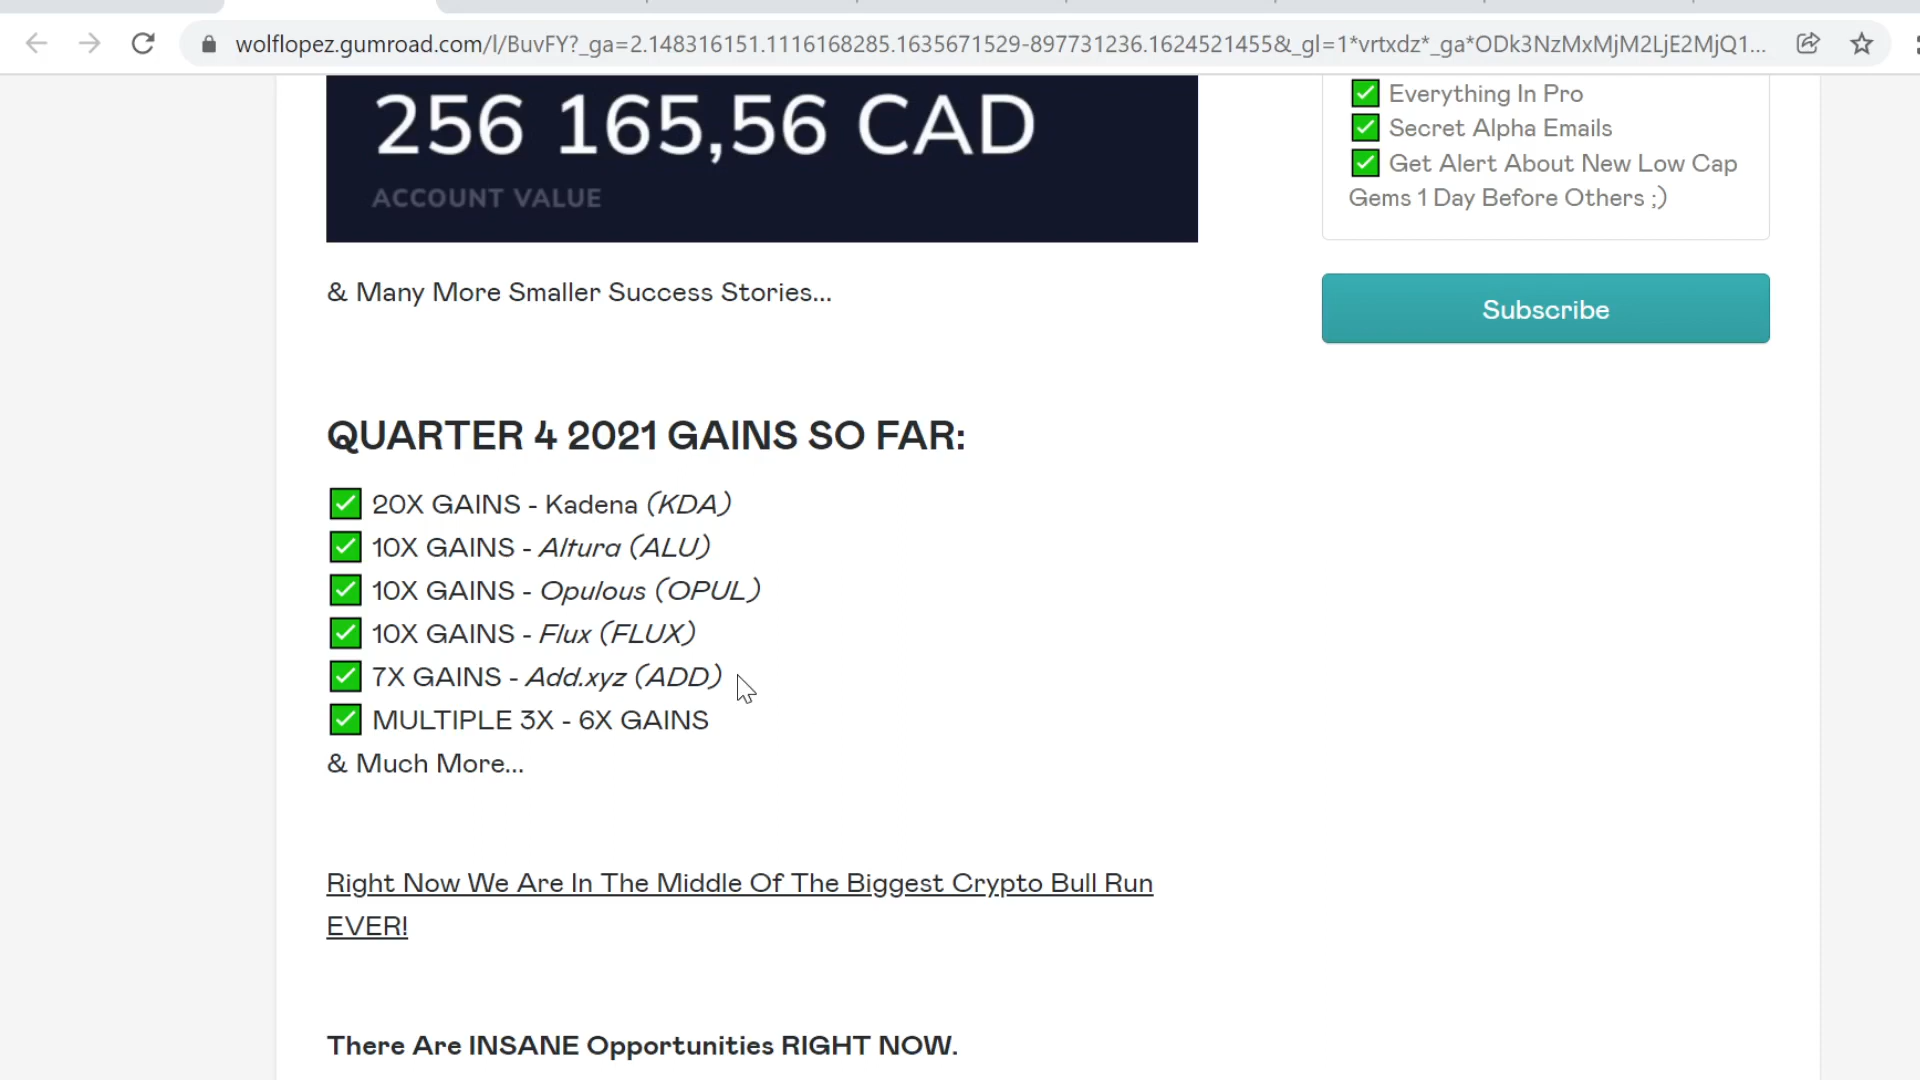 wolflopez.gumroad.com/l/BuvFY?_ga=2.148316151.1116168285.1635671529-897731236.1624521455&_gl=1*vrtxdz*_ga*ODk3NzMxMjM2LjE2MjQ1...
256 165,56 CAD
ACCOUNT VALUE
& Many More Smaller Success Stories...
QUARTER 4 2021 GAINS SO FAR:
✅ 20X GAINS - Kadena (KDA)
✅ 10X GAINS - Altura (ALU)
✅ 10X GAINS - Opulous (OPUL)
✅ 10X GAINS - Flux (FLUX)
✅ 7X GAINS - Add.xyz (ADD)
✅ MULTIPLE 3X - 6X GAINS
& Much More...
Right Now We Are In The Middle Of The Biggest Crypto Bull Run
EVER!
There Are INSANE Opportunities RIGHT NOW.
✅ Everything In Pro
✅ Secret Alpha Emails
✅ Get Alert About New Low Cap
Gems 1 Day Before Others ;)
Subscribe